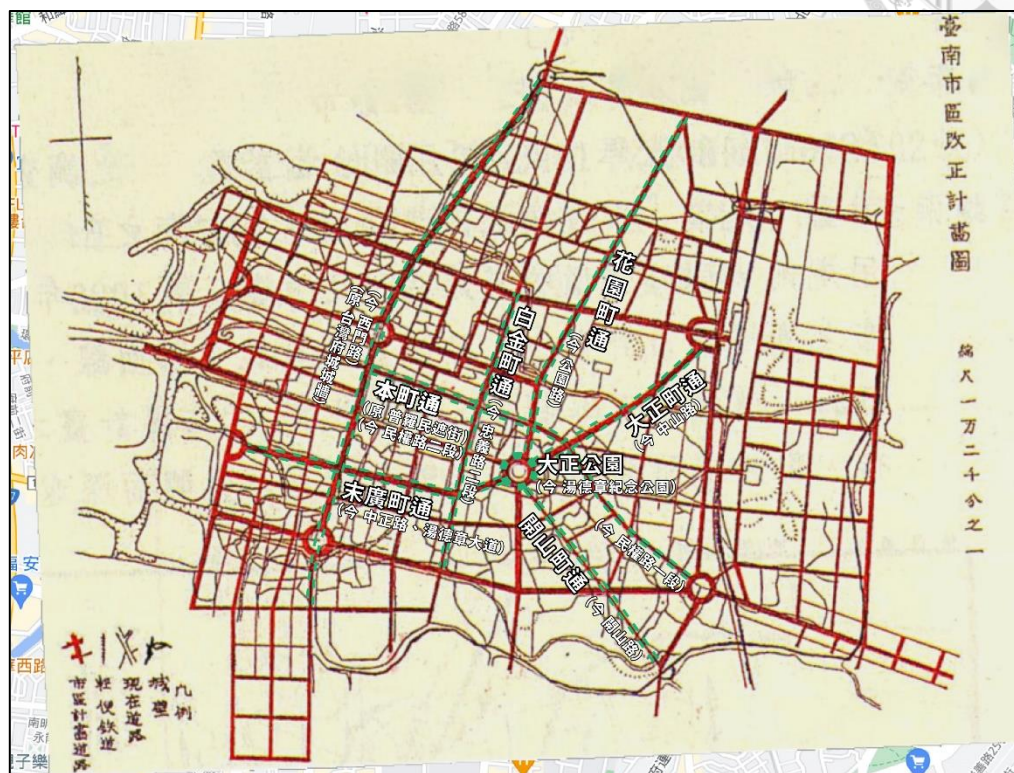 臺南市區改正計畵圖
縮尺一万二千分之一
花園町通
(今 公園路)
白金町通
(今 忠義路二段)
(今 西門路)
(原 台灣府城城牆)
本町通
(原 普羅民遮街)
(今 民權路二段)
大正町通
(今 中山路)
大正公園
(今 湯德章紀念公園)
末廣町通
(今 中正路、湯德章大道)
開山町通
(今 開山路)
(今 民權路一段)
凡例
城壁
現在道路
軽便鉄道
市區計畵道路